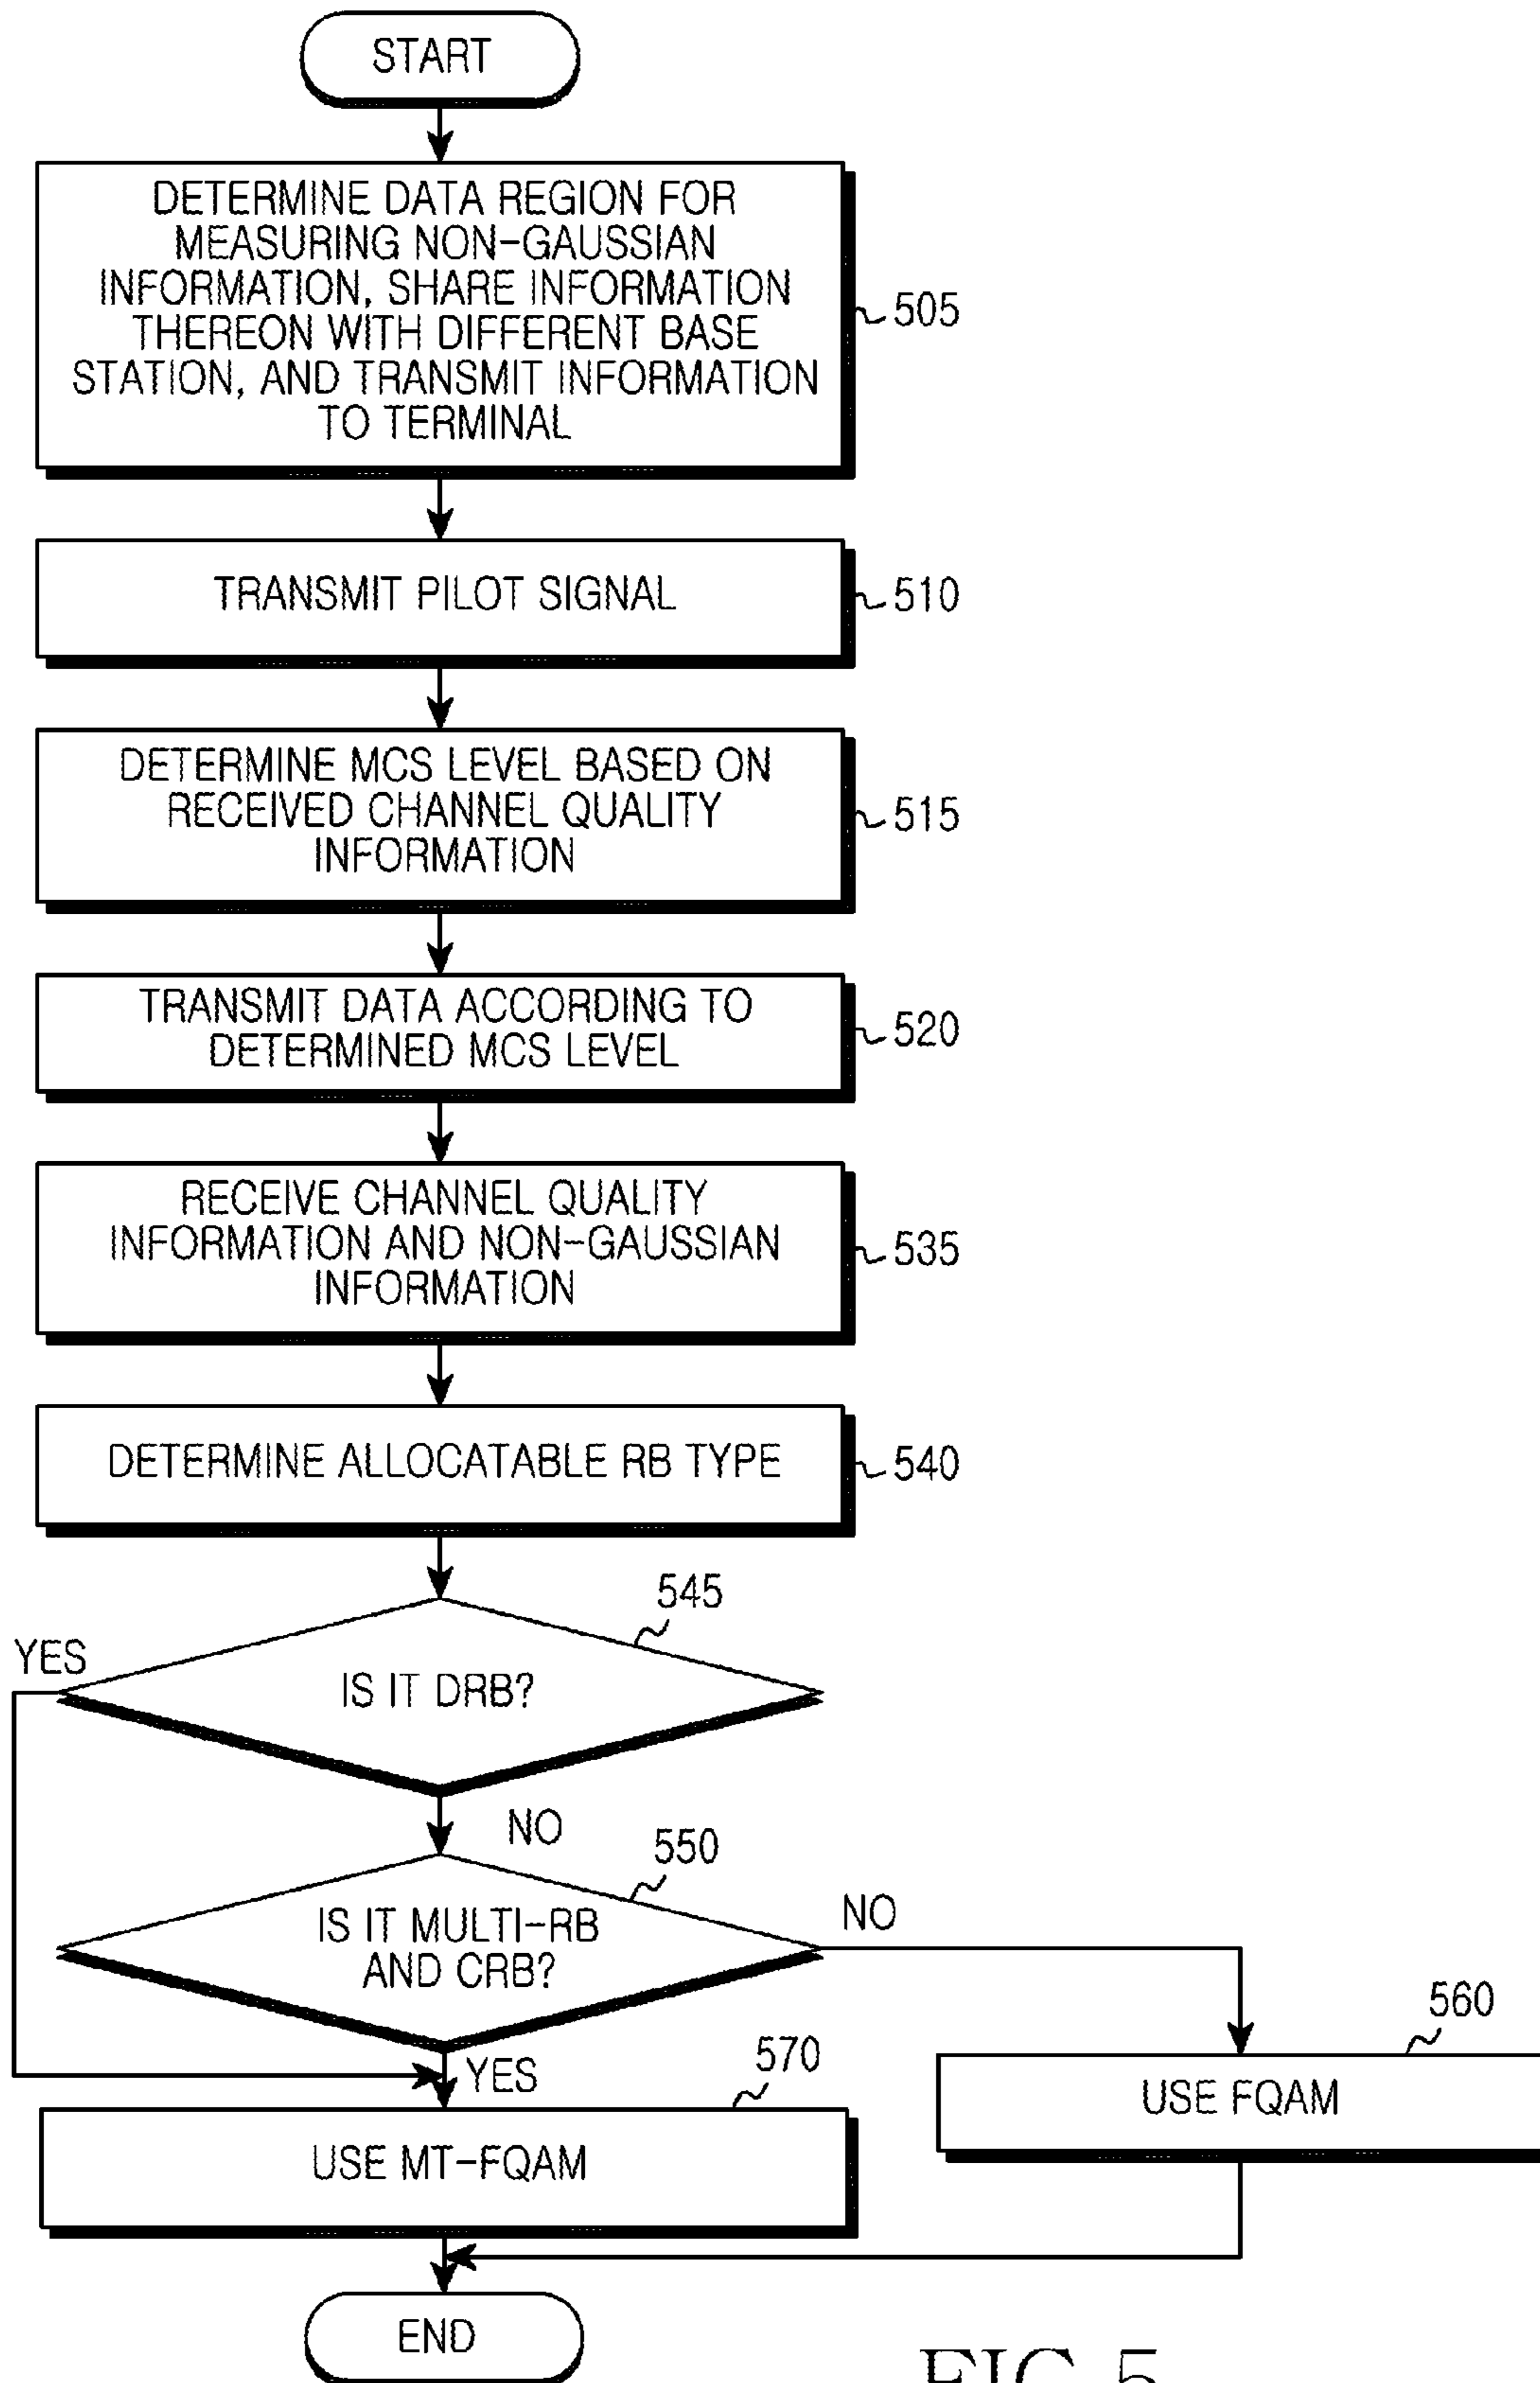 START
DETERMINE DATA REGION FOR
MEASURING NON-GAUSSIAN
INFORMATION, SHARE INFORMATION
THEREON WITH DIFFERENT BASE
STATION, AND TRANSMIT INFORMATION
TO TERMINAL
505
TRANSMIT PILOT SIGNAL
510
DETERMINE MCS LEVEL BASED ON
RECEIVED CHANNEL QUALITY
INFORMATION
515
TRANSMIT DATA ACCORDING TO
DETERMINED MCS LEVEL
520
RECEIVE CHANNEL QUALITY
INFORMATION AND NON-GAUSSIAN
INFORMATION
535
DETERMINE ALLOCATABLE RB TYPE
540
545
YES
IS IT DRB?
NO
550
IS IT MULTI-RB
AND CRB?
NO
YES
560
USE FQAM
570
USE MT-FQAM
END
FIG. 5